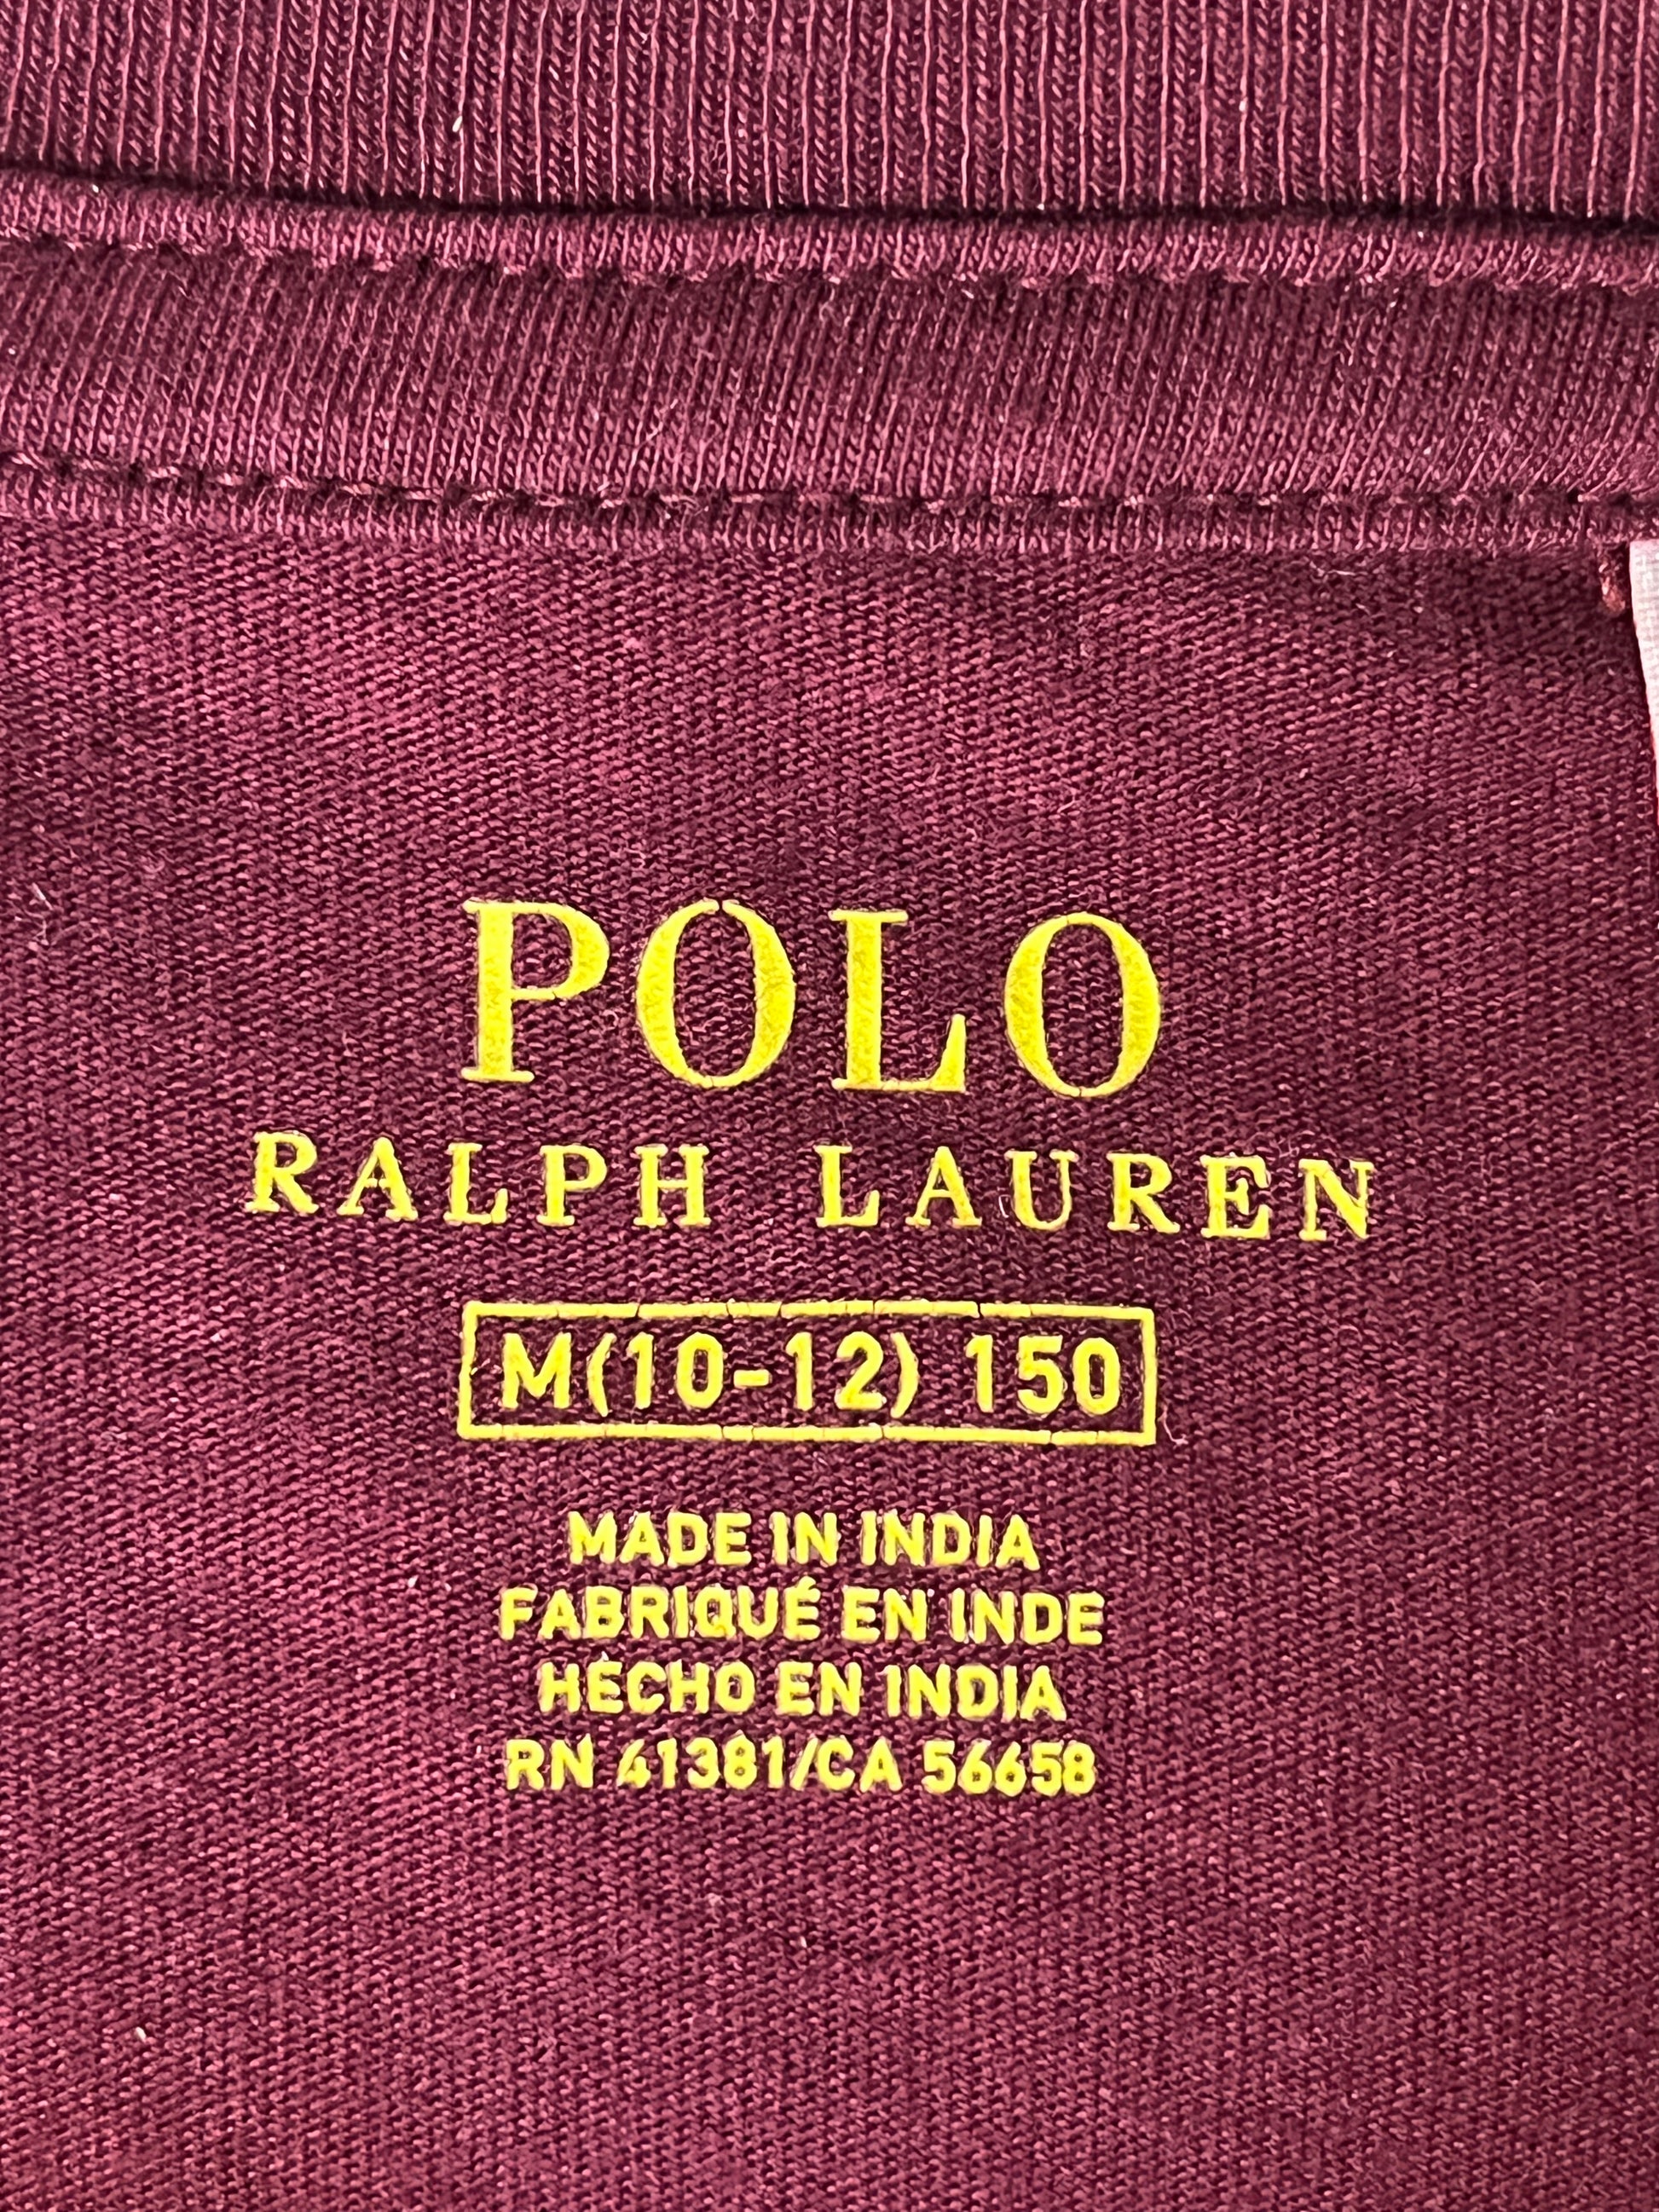 POLO
RALPH LAUREN
M(10-12) 150
MADE IN INDIA
FABRIQUÉ EN INDE
HECHO EN INDIA
RN 41381/CA 56658